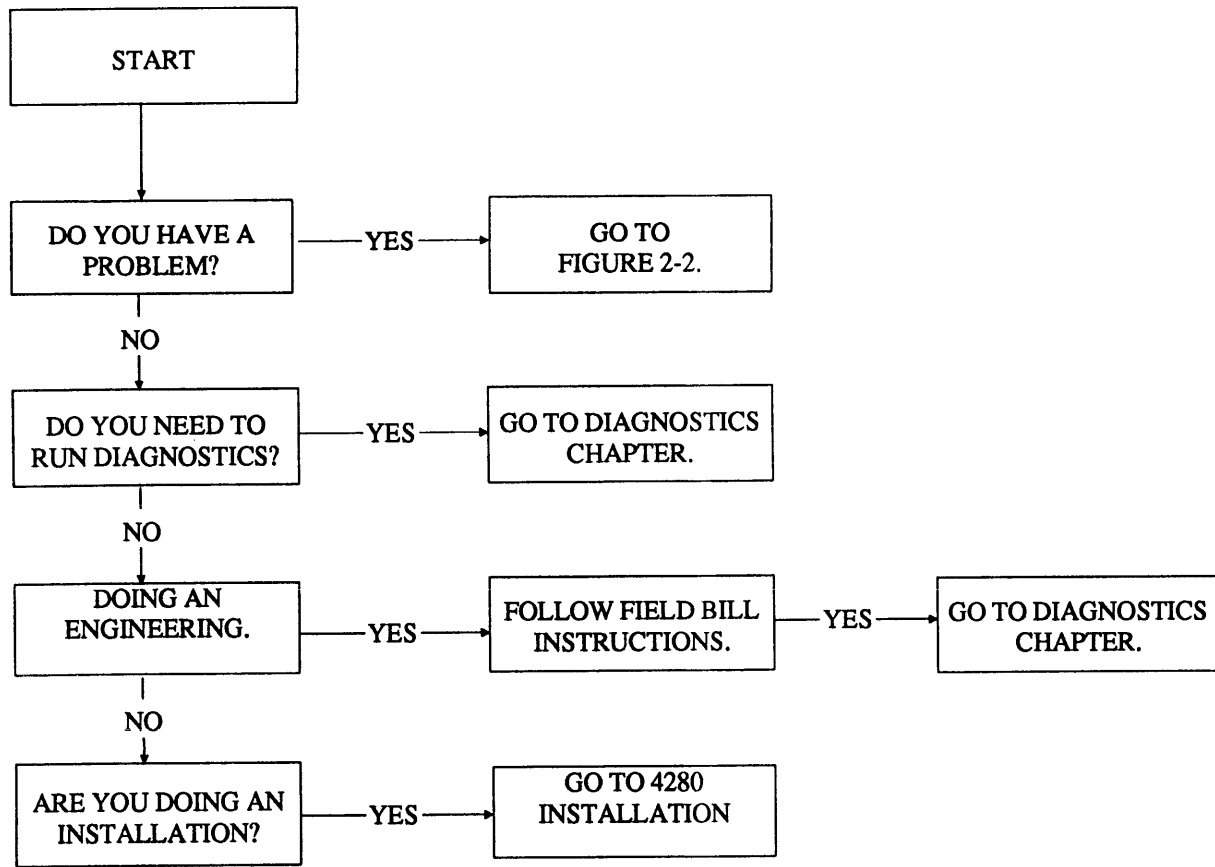 START
DO YOU HAVE A
PROBLEM?
YES
GO TO
FIGURE 2-2.
NO
DO YOU NEED TO
RUN DIAGNOSTICS?
YES
GO TO DIAGNOSTICS
CHAPTER.
NO
DOING AN
ENGINEERING.
YES
FOLLOW FIELD BILL
INSTRUCTIONS.
YES
GO TO DIAGNOSTICS
CHAPTER.
NO
ARE YOU DOING AN
INSTALLATION?
YES
GO TO 4280
INSTALLATION